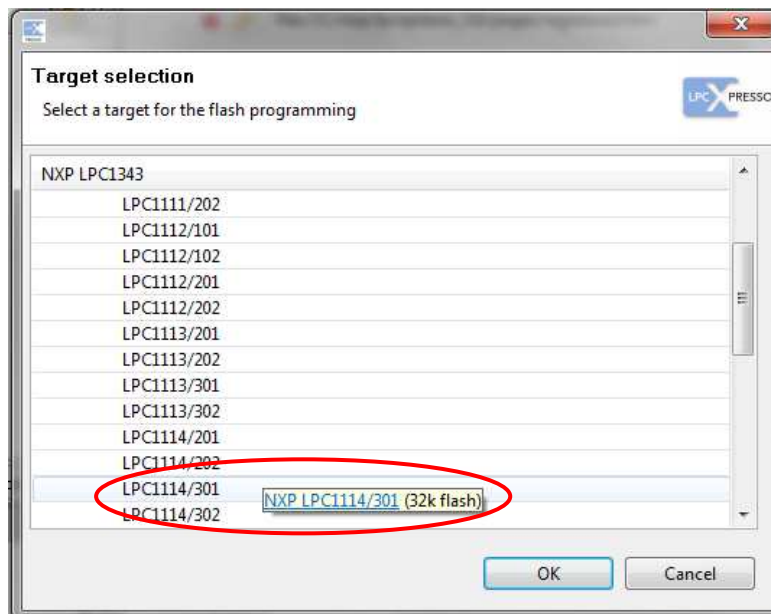 Target selection
Select a target for the flash programming
LPC XPRESSO
NXP LPC1343
LPC1111/202
LPC1112/101
LPC1112/102
LPC1112/201
LPC1112/202
LPC1113/201
LPC1113/202
LPC1113/301
LPC1113/302
LPC1114/201
LPC1114/202
LPC1114/301
NXP LPC1114/301 (32k flash)
LPC1114/302
OK Cancel